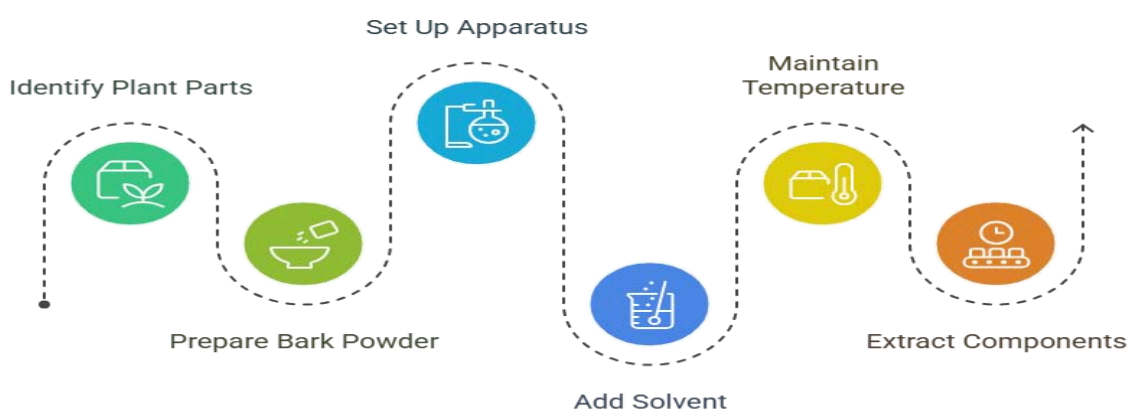 Identify Plant Parts
Prepare Bark Powder
Set Up Apparatus
Add Solvent
Maintain
Temperature
Extract Components